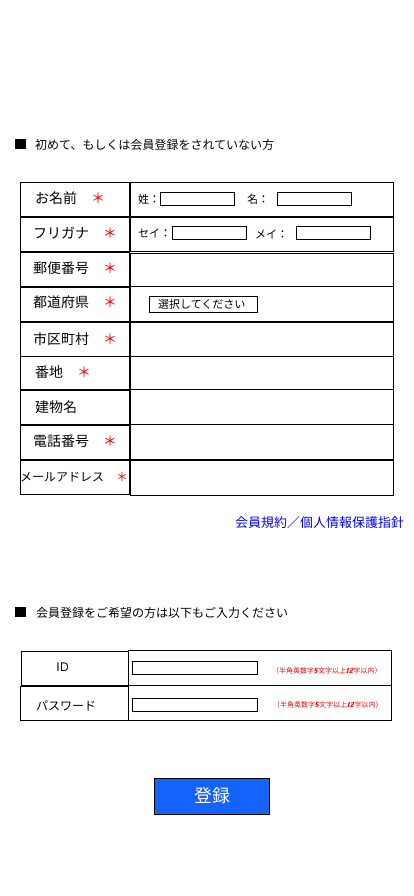 ■ 初めて、もしくは会員登録をされていない方
お名前 ＊ 姓： 名：
フリガナ ＊ セイ： メイ：
郵便番号 ＊
都道府県 ＊ 選択してください
市区町村 ＊
番地 ＊
建物名
電話番号 ＊
メールアドレス ＊
会員規約／個人情報保護指針
■ 会員登録をご希望の方は以下もご入力ください
ID （半角英数字5文字以上12字以内）
パスワード （半角英数字5文字以上12字以内）
登録